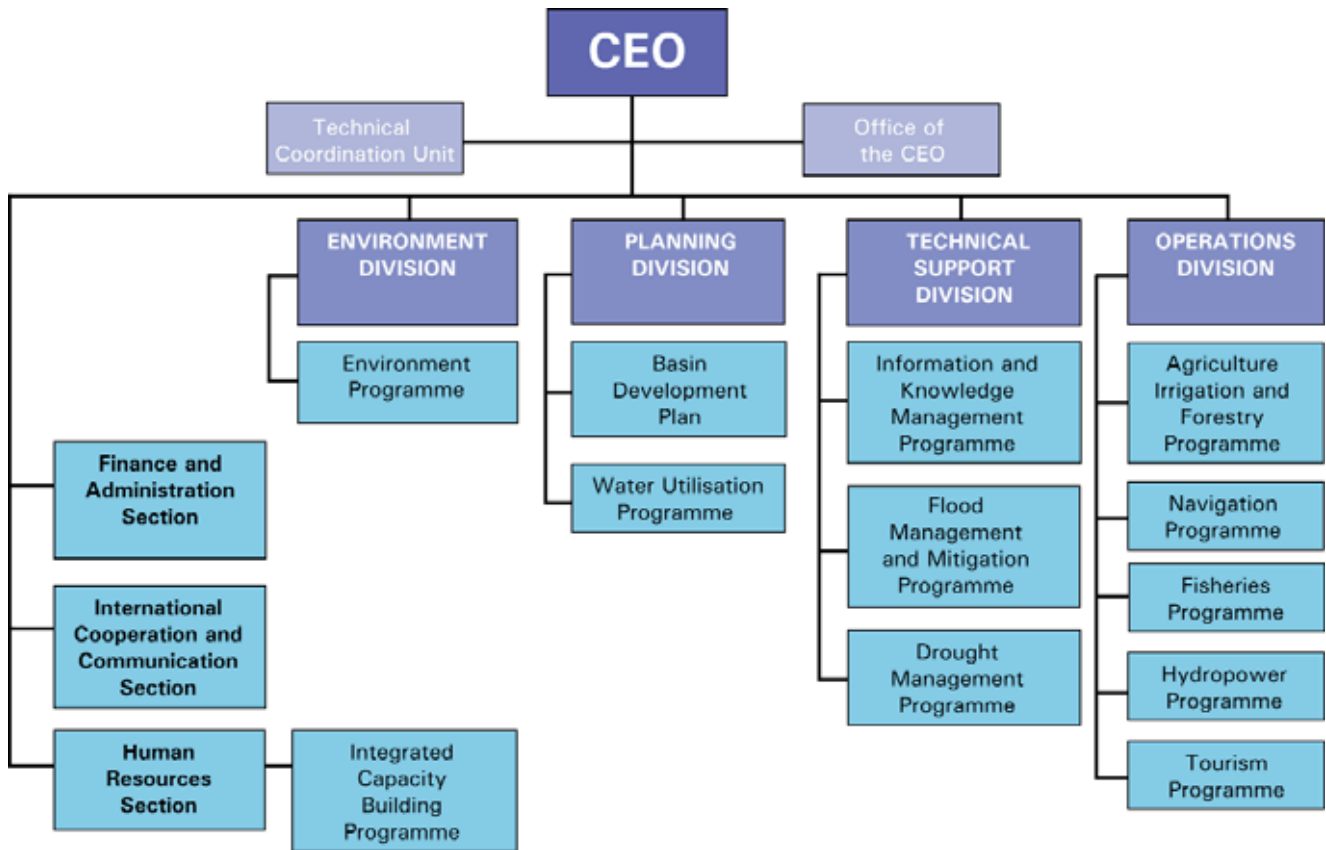 CEO
Technical
Coordination Unit
Office of
the CEO
ENVIRONMENT
DIVISION
PLANNING
DIVISION
TECHNICAL
SUPPORT
DIVISION
OPERATIONS
DIVISION
Environment
Programme
Basin
Development
Plan
Water Utilisation
Programme
Information and
Knowledge
Management
Programme
Flood
Management
and Mitigation
Programme
Drought
Management
Programme
Agriculture
Irrigation and
Forestry
Programme
Navigation
Programme
Fisheries
Programme
Hydropower
Programme
Tourism
Programme
Finance and
Administration
Section
International
Cooperation and
Communication
Section
Human
Resources
Section
Integrated
Capacity
Building
Programme